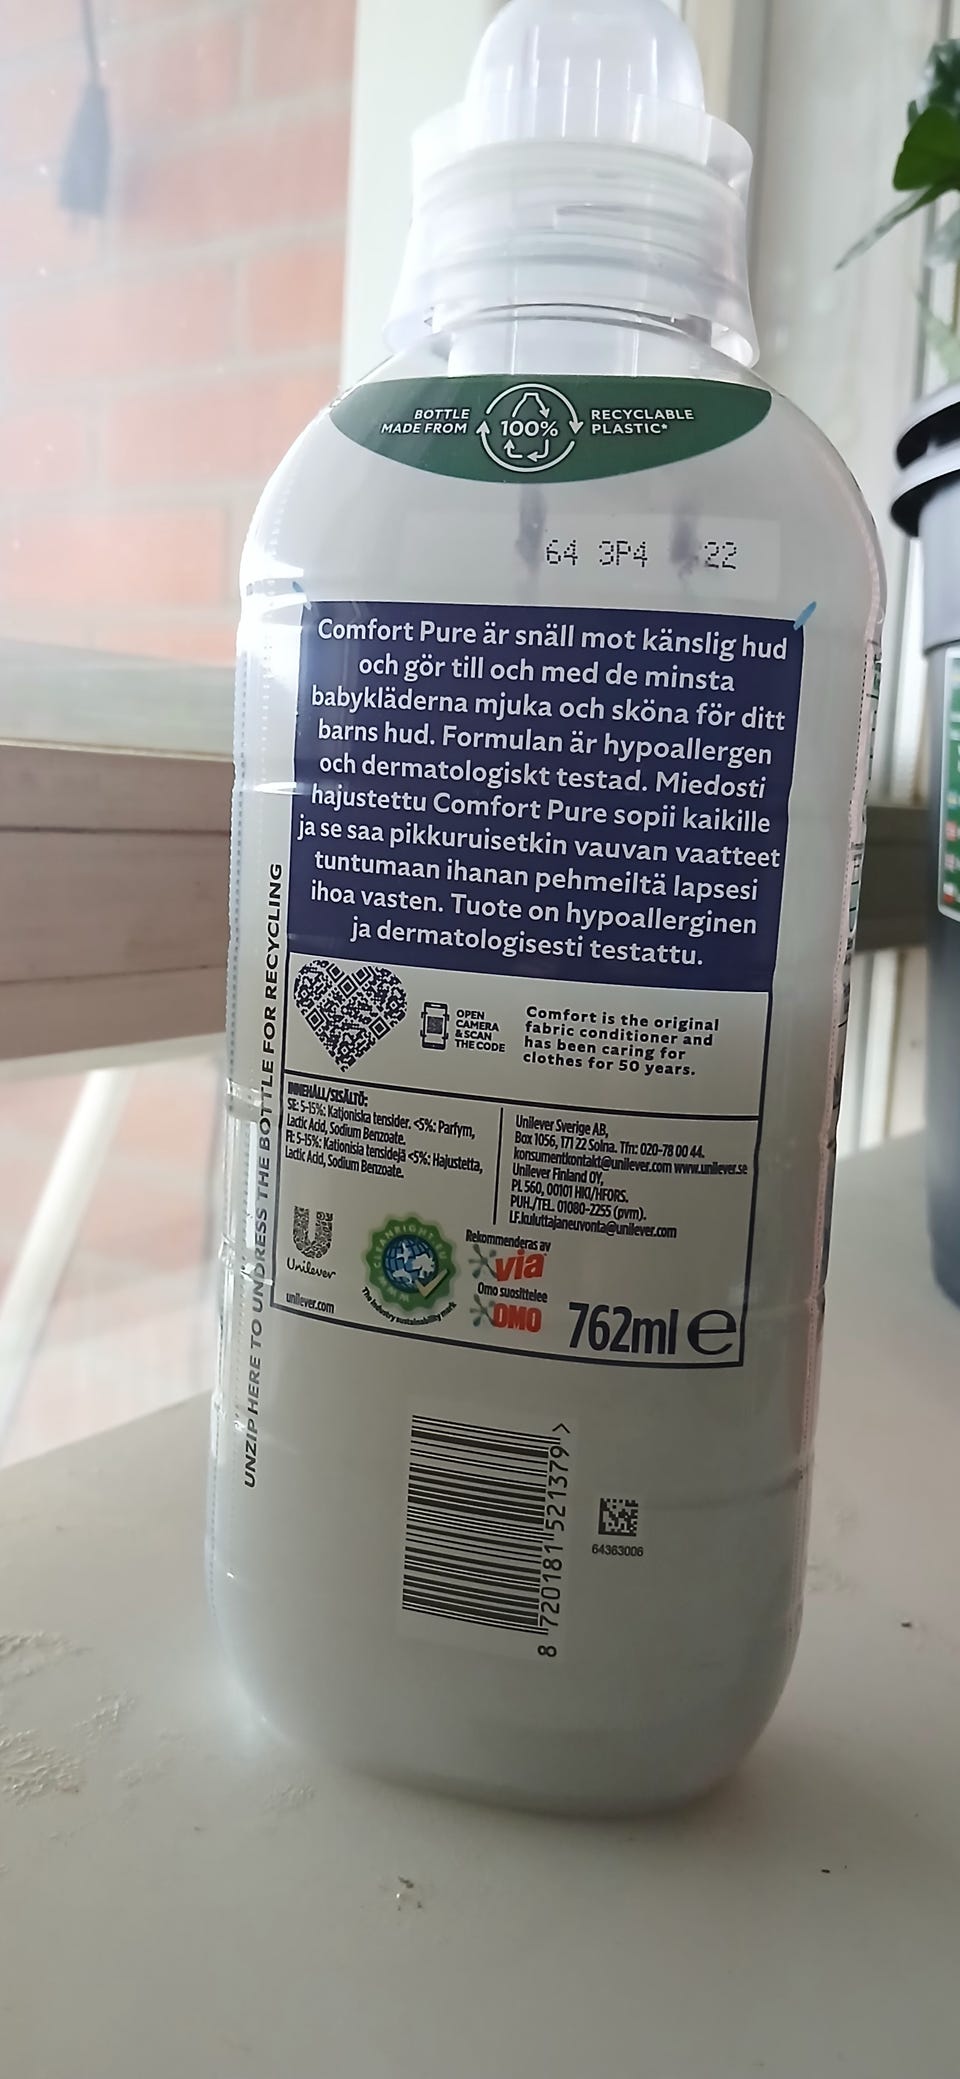 BOTTLE
MADE FROM
100%
RECYCLABLE
PLASTIC*
64 3P4 22
Comfort Pure är snäll mot känslig hud
och gör till och med de minsta
babykläderna mjuka och sköna för ditt
barns hud. Formulan är hypoallergen
och dermatologiskt testad. Miedosti
hajustettu Comfort Pure sopii kaikille
ja se saa pikkuruisetkin vauvan vaatteet
tuntumaan ihanan pehmeiltä lapsesi
ihoa vasten. Tuote on hypoallerginen
ja dermatologisesti testattu.
OPEN
CAMERA
& SCAN
THE CODE
Comfort is the original
fabric conditioner and
has been caring for
clothes for 50 years.
INNEHÅLL/SISÄLTÖ:
SE: 5-15%: Katjoniska tensider. <5%: Parfym,
Lactic Acid, Sodium Benzoate.
FI: 5-15%: Kationisia tensidejä <5%: Hajustetta,
Lactic Acid, Sodium Benzoate.
Unilever Sverige AB,
Box 1056, 171 22 Solna. Tfn: 020-78 00 44.
konsumentkontakt@unilever.com www.unilever.se
Unilever Finland OY,
PL 560, 00101 HKI/HFORS.
PUH./TEL. 01080-2255 (pvm).
LF.kuluttajaneuvonta@unilever.com
Unilever
unilever.com
CLEANRIGHT.EU
The industry sustainability mark
Rekommenderas av
via
Omo suosittelee
OMO
762ml e
UNZIP HERE TO UNDRESS THE BOTTLE FOR RECYCLING
8 720181 521379 >
64363006